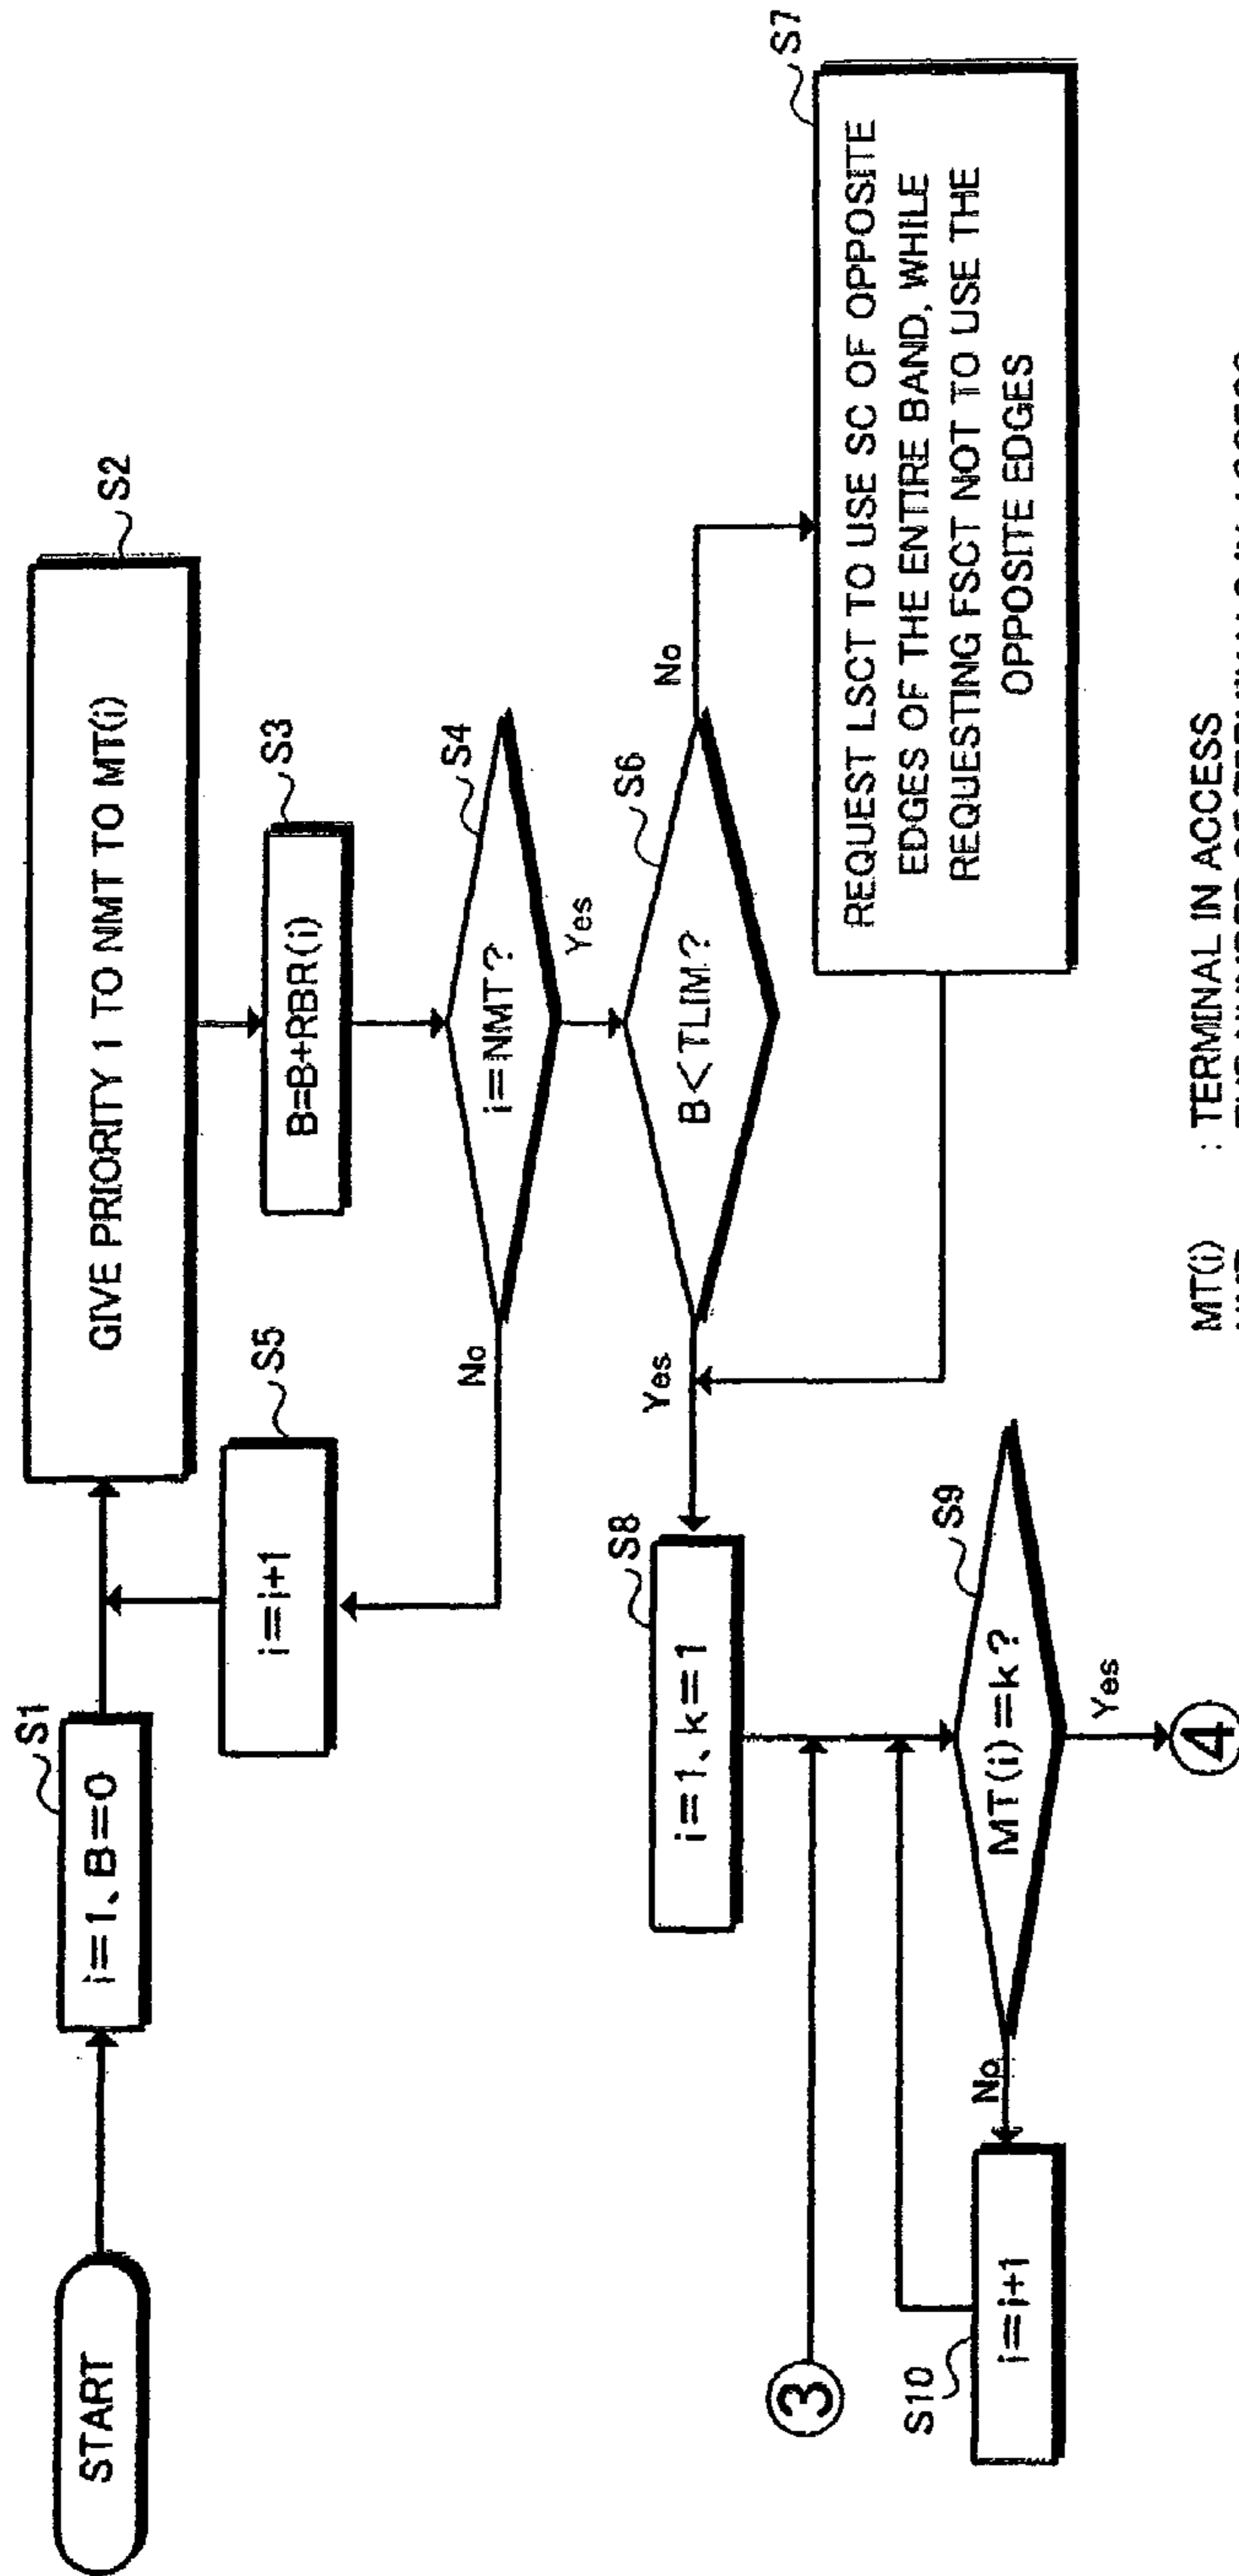 START
S1
i=1、B=0
S2
GIVE PRIORITY 1 TO NMT TO MT(i)
S3
B=B+RBR(i)
S4
i=NMT?
No
Yes
S5
i=i+1
S6
B<TLIM?
No
Yes
S7
REQUEST LSCT TO USE SC OF OPPOSITE
EDGES OF THE ENTIRE BAND, WHILE
REQUESTING FSCT NOT TO USE THE
OPPOSITE EDGES
S8
i=1、k=1
3
S9
MT(i)=k?
No
Yes
S10
i=i+1
4
MT(i) : TERMINAL IN ACCESS